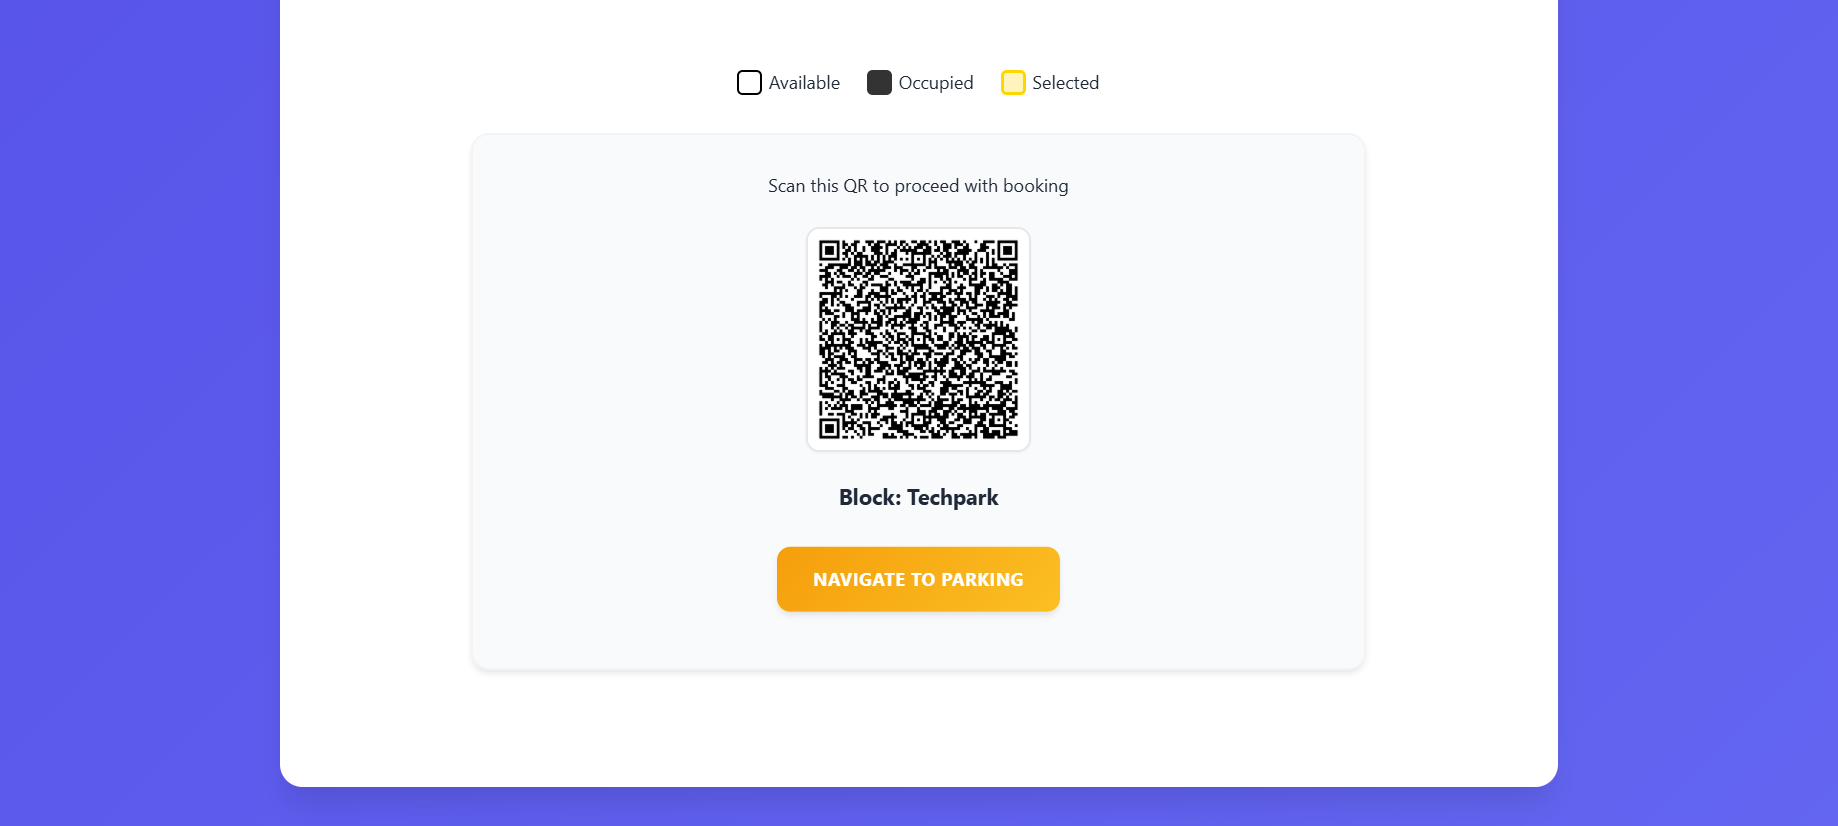 Available Occupied Selected
Scan this QR to proceed with booking
Block: Techpark
NAVIGATE TO PARKING